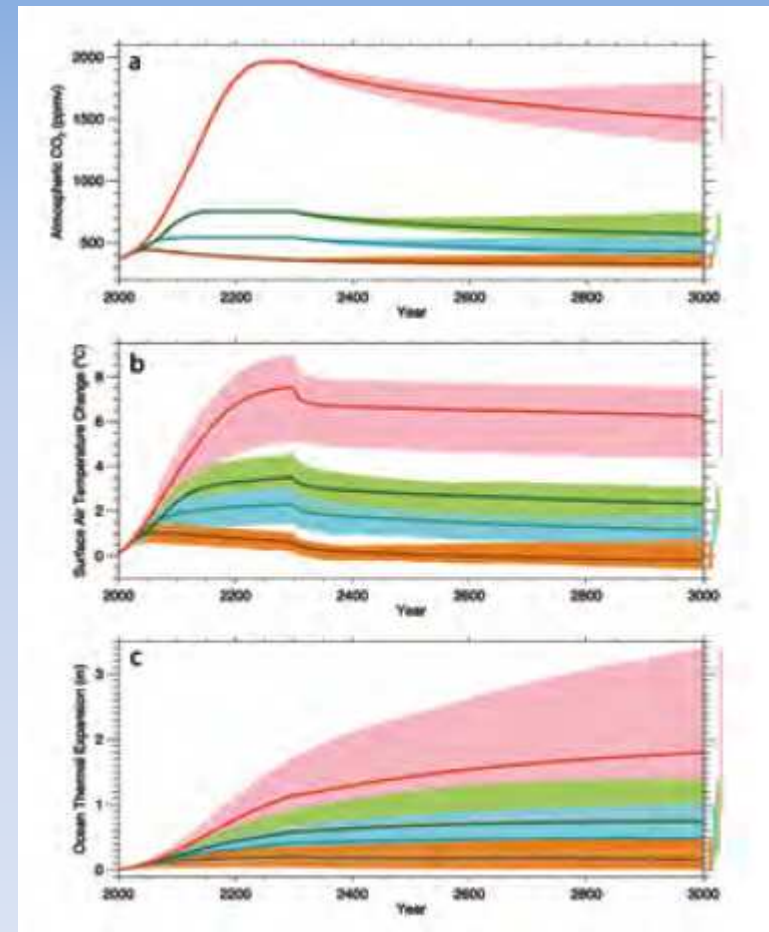 a
Atmospheric CO₂ (ppmv)
2000
1500
1000
500
2000 2200 2400 2600 2800 3000
Year
b
Surface Air Temperature Change (°C)
8
6
4
2
0
2000 2200 2400 2600 2800 3000
Year
c
Ocean Thermal Expansion (m)
3
2
1
0
2000 2200 2400 2600 2800 3000
Year